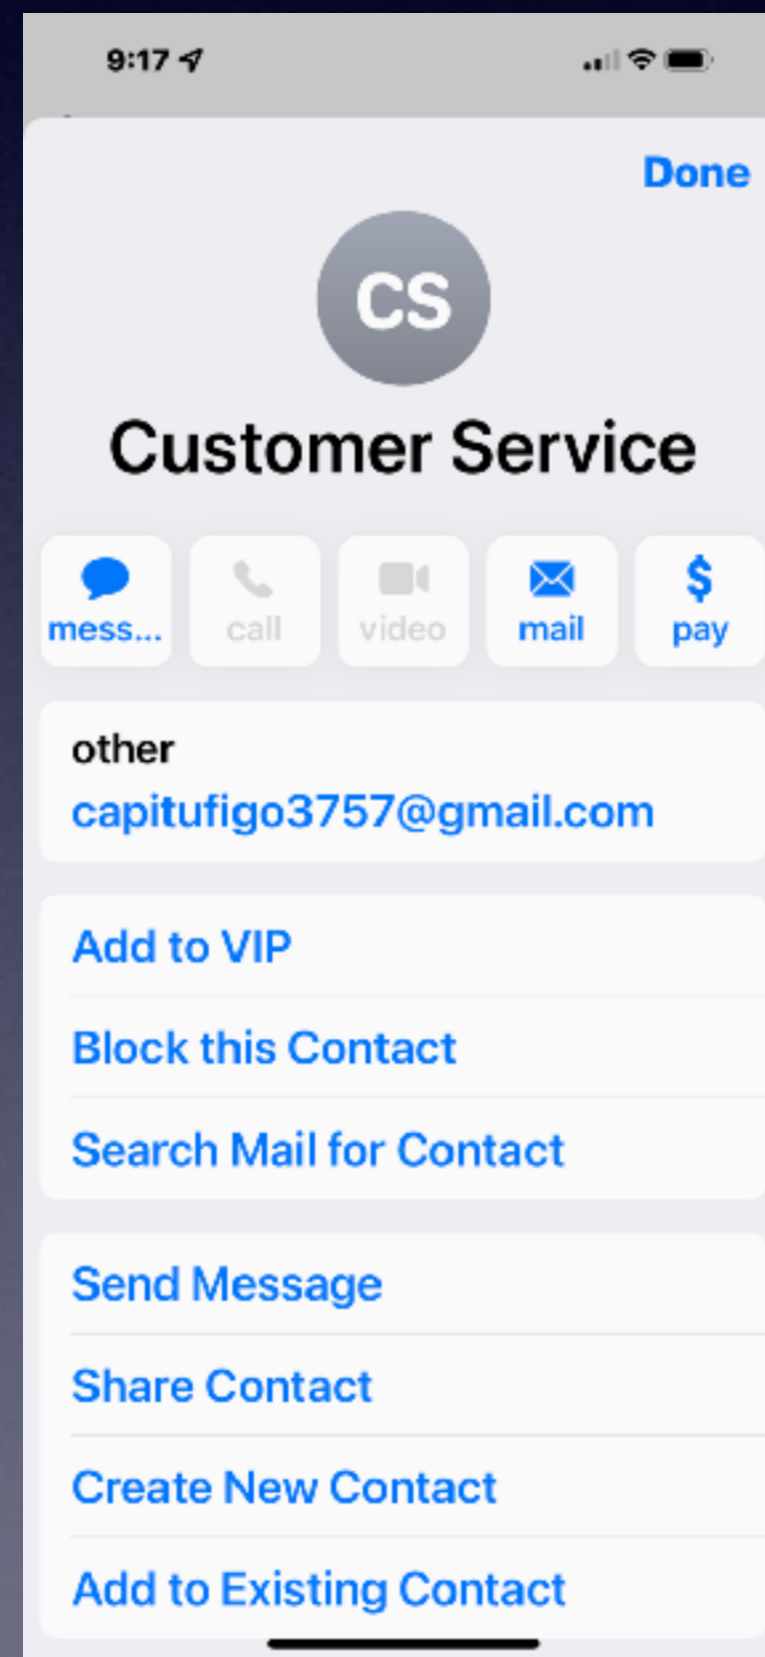 9:17
Done
CS
Customer Service
mess...
call
video
mail
$
pay
other
capitufigo3757@gmail.com
Add to VIP
Block this Contact
Search Mail for Contact
Send Message
Share Contact
Create New Contact
Add to Existing Contact